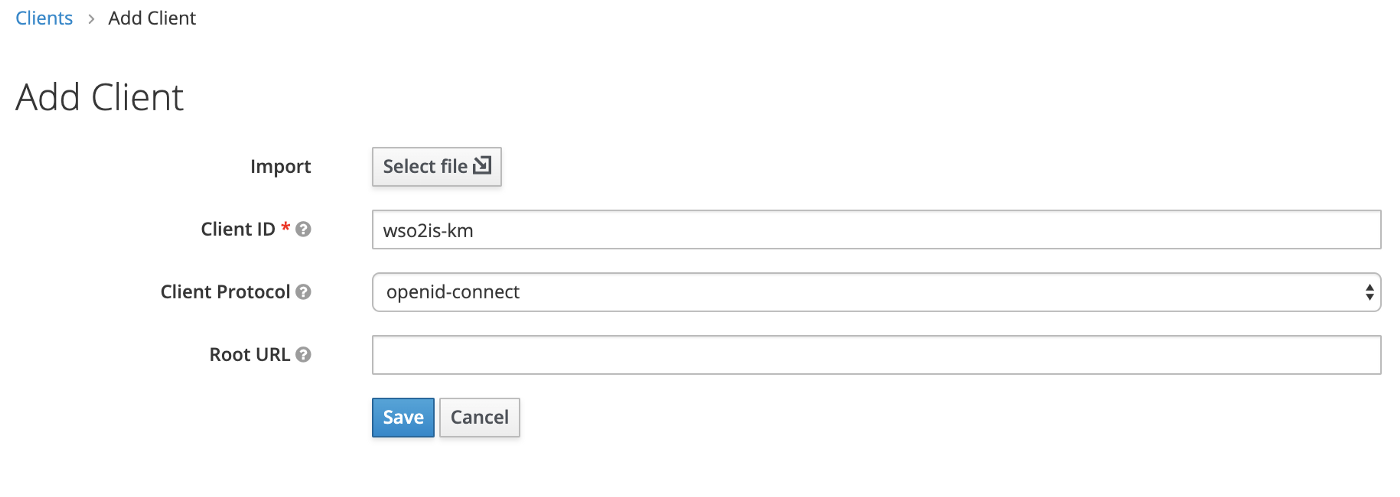 Clients > Add Client
Add Client
Import Select file
Client ID * ? wso2is-km
Client Protocol ? openid-connect
Root URL ?
Save Cancel